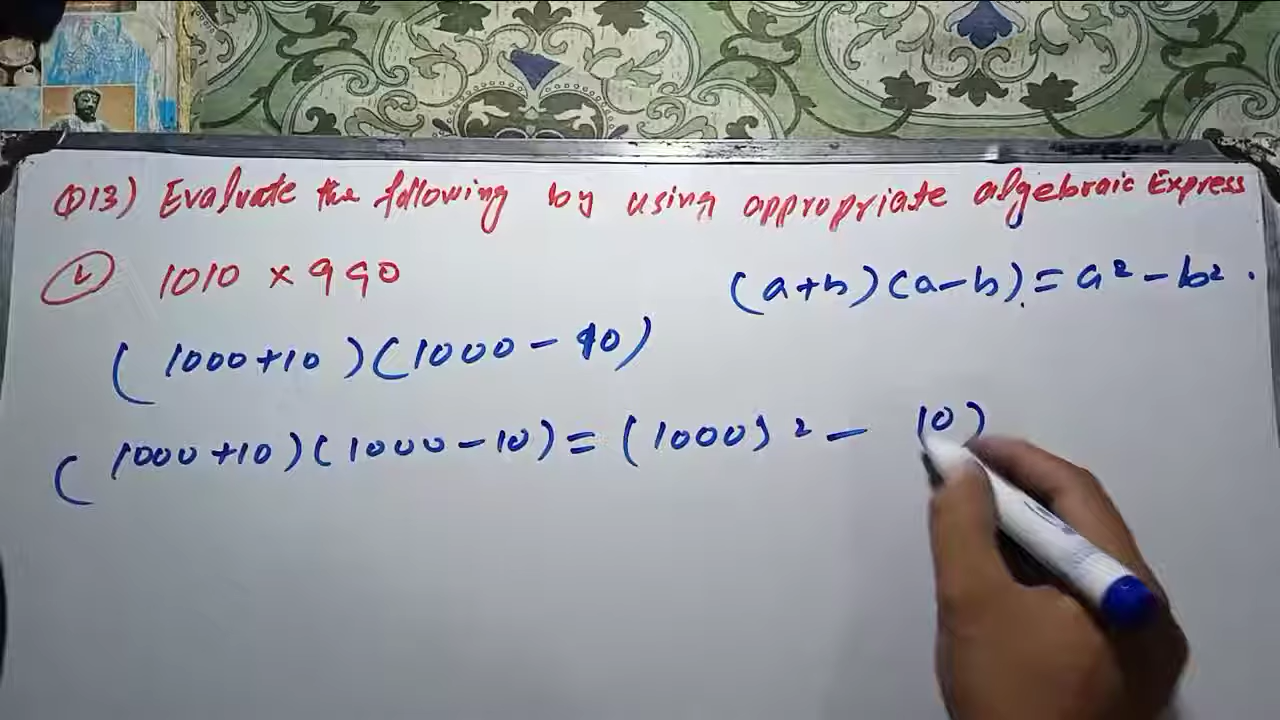 Q13) Evaluate the following by using appropriate algebraic Express
b 1010 × 990
(a+b)(a-b) = a² - b².
(1000+10)(1000-10)
(1000+10)(1000-10) = (1000)² - 10)